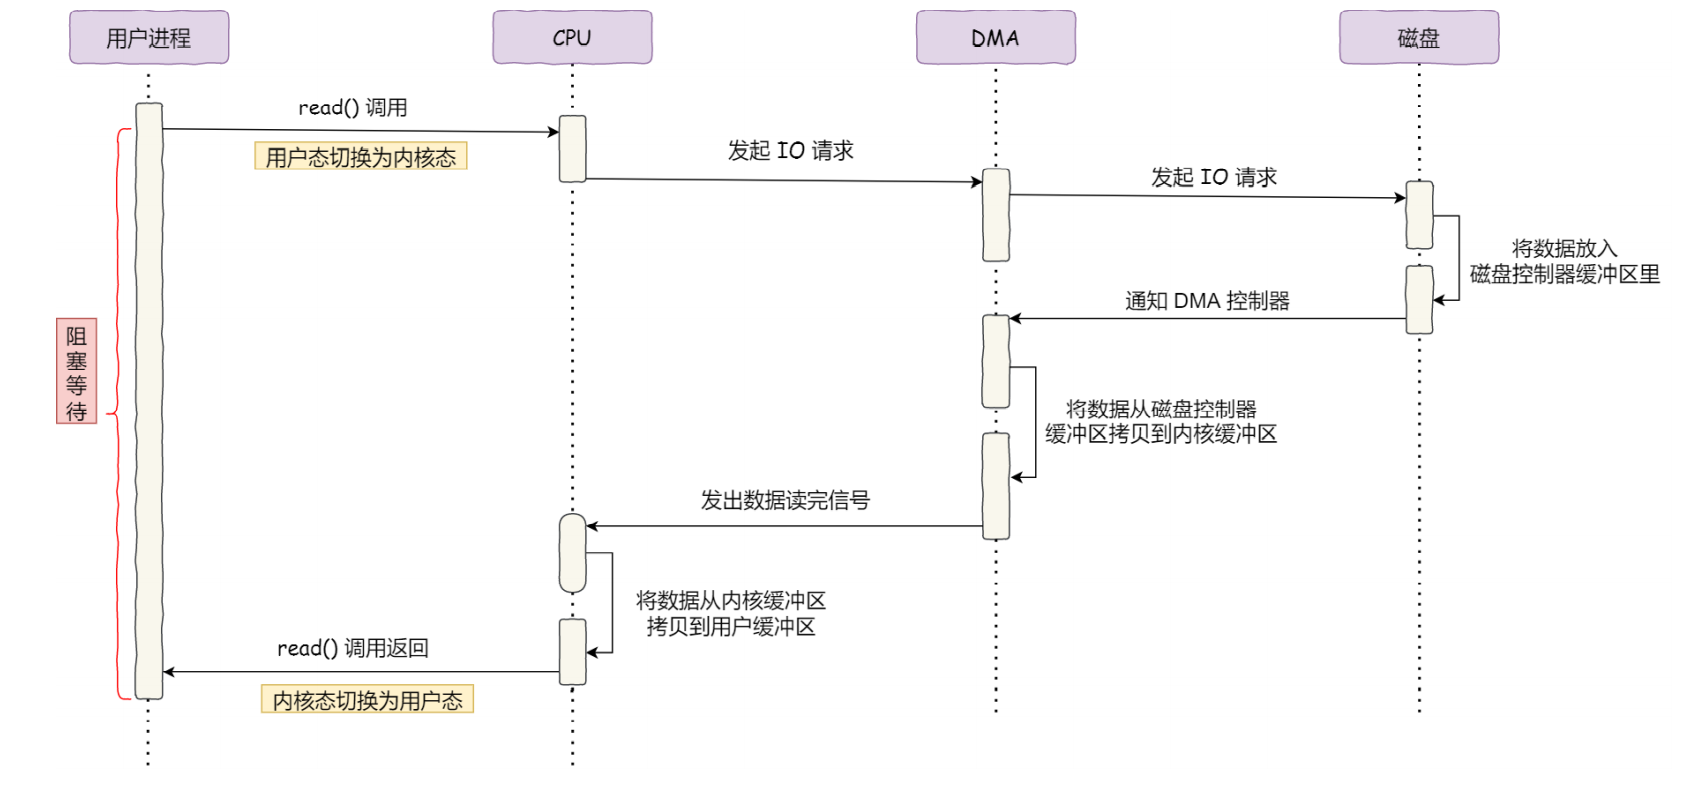 用户进程
CPU
DMA
磁盘
read() 调用
用户态切换为内核态
发起 IO 请求
发起 IO 请求
将数据放入
磁盘控制器缓冲区里
通知 DMA 控制器
阻
塞
等
待
将数据从磁盘控制器
缓冲区拷贝到内核缓冲区
发出数据读完信号
将数据从内核缓冲区
拷贝到用户缓冲区
read() 调用返回
内核态切换为用户态